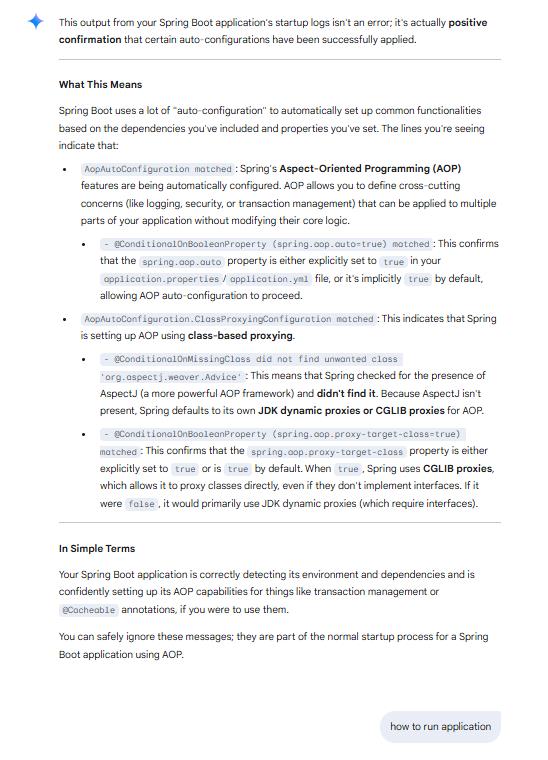 This output from your Spring Boot application's startup logs isn't an error; it's actually positive
confirmation that certain auto-configurations have been successfully applied.
What This Means
Spring Boot uses a lot of "auto-configuration" to automatically set up common functionalities
based on the dependencies you've included and properties you've set. The lines you're seeing
indicate that:
• AopAutoConfiguration matched : Spring's Aspect-Oriented Programming (AOP)
features are being automatically configured. AOP allows you to define cross-cutting
concerns (like logging, security, or transaction management) that can be applied to multiple
parts of your application without modifying their core logic.
• - @ConditionalOnBooleanProperty (spring.aop.auto=true) matched : This confirms
that the spring.aop.auto property is either explicitly set to true in your
application.properties / application.yml file, or it's implicitly true by default,
allowing AOP auto-configuration to proceed.
• AopAutoConfiguration.ClassProxyingConfiguration matched : This indicates that Spring
is setting up AOP using class-based proxying.
• - @ConditionalOnMissingClass did not find unwanted class
'org.aspectj.weaver.Advice' : This means that Spring checked for the presence of
AspectJ (a more powerful AOP framework) and didn't find it. Because AspectJ isn't
present, Spring defaults to its own JDK dynamic proxies or CGLIB proxies for AOP.
• - @ConditionalOnBooleanProperty (spring.aop.proxy-target-class=true)
matched : This confirms that the spring.aop.proxy-target-class property is either
explicitly set to true or is true by default. When true , Spring uses CGLIB proxies,
which allows it to proxy classes directly, even if they don't implement interfaces. If it
were false , it would primarily use JDK dynamic proxies (which require interfaces).
In Simple Terms
Your Spring Boot application is correctly detecting its environment and dependencies and is
confidently setting up its AOP capabilities for things like transaction management or
@Cacheable annotations, if you were to use them.
You can safely ignore these messages; they are part of the normal startup process for a Spring
Boot application using AOP.
how to run application